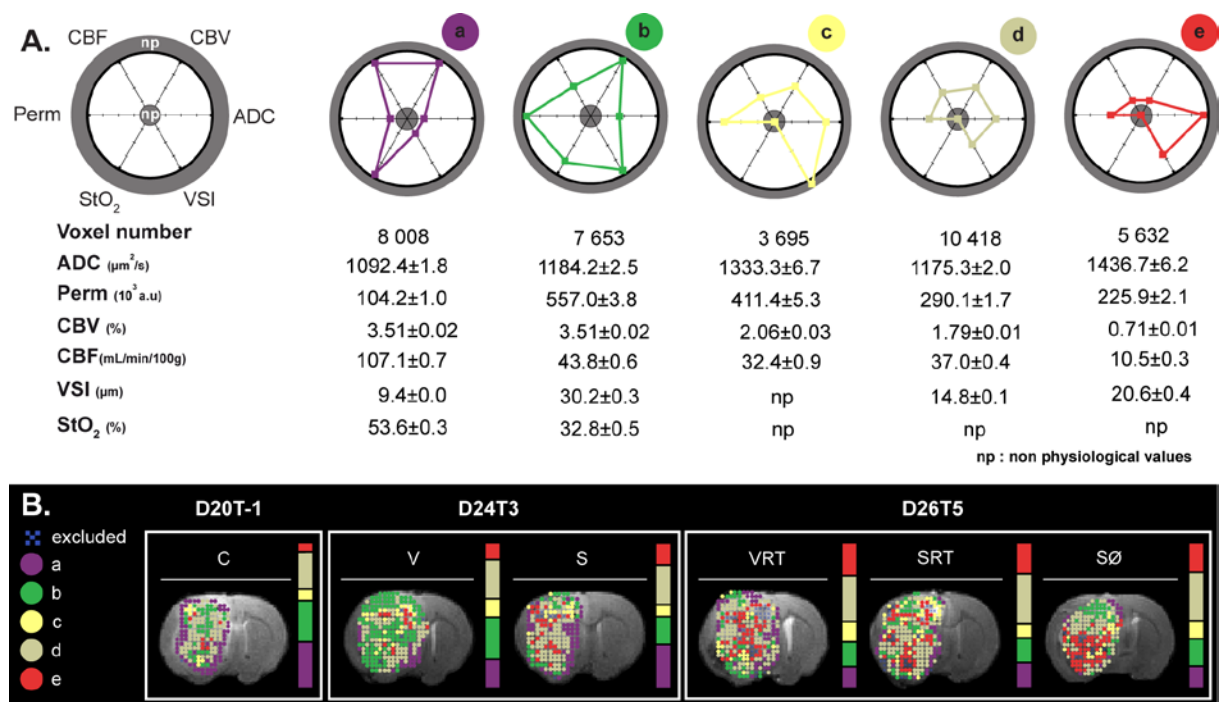 A.
CBF
np
CBV
Perm
np
ADC
StO₂
VSI
a
b
c
d
e
Voxel number 8 008 7 653 3 695 10 418 5 632
ADC (µm²/s) 1092.4±1.8 1184.2±2.5 1333.3±6.7 1175.3±2.0 1436.7±6.2
Perm (10³ a.u) 104.2±1.0 557.0±3.8 411.4±5.3 290.1±1.7 225.9±2.1
CBV (%) 3.51±0.02 3.51±0.02 2.06±0.03 1.79±0.01 0.71±0.01
CBF(mL/min/100g) 107.1±0.7 43.8±0.6 32.4±0.9 37.0±0.4 10.5±0.3
VSI (µm) 9.4±0.0 30.2±0.3 np 14.8±0.1 20.6±0.4
StO₂ (%) 53.6±0.3 32.8±0.5 np np np
np : non physiological values
B.
D20T-1 D24T3 D26T5
excluded
a
b
c
d
e
C V S VRT SRT SØ